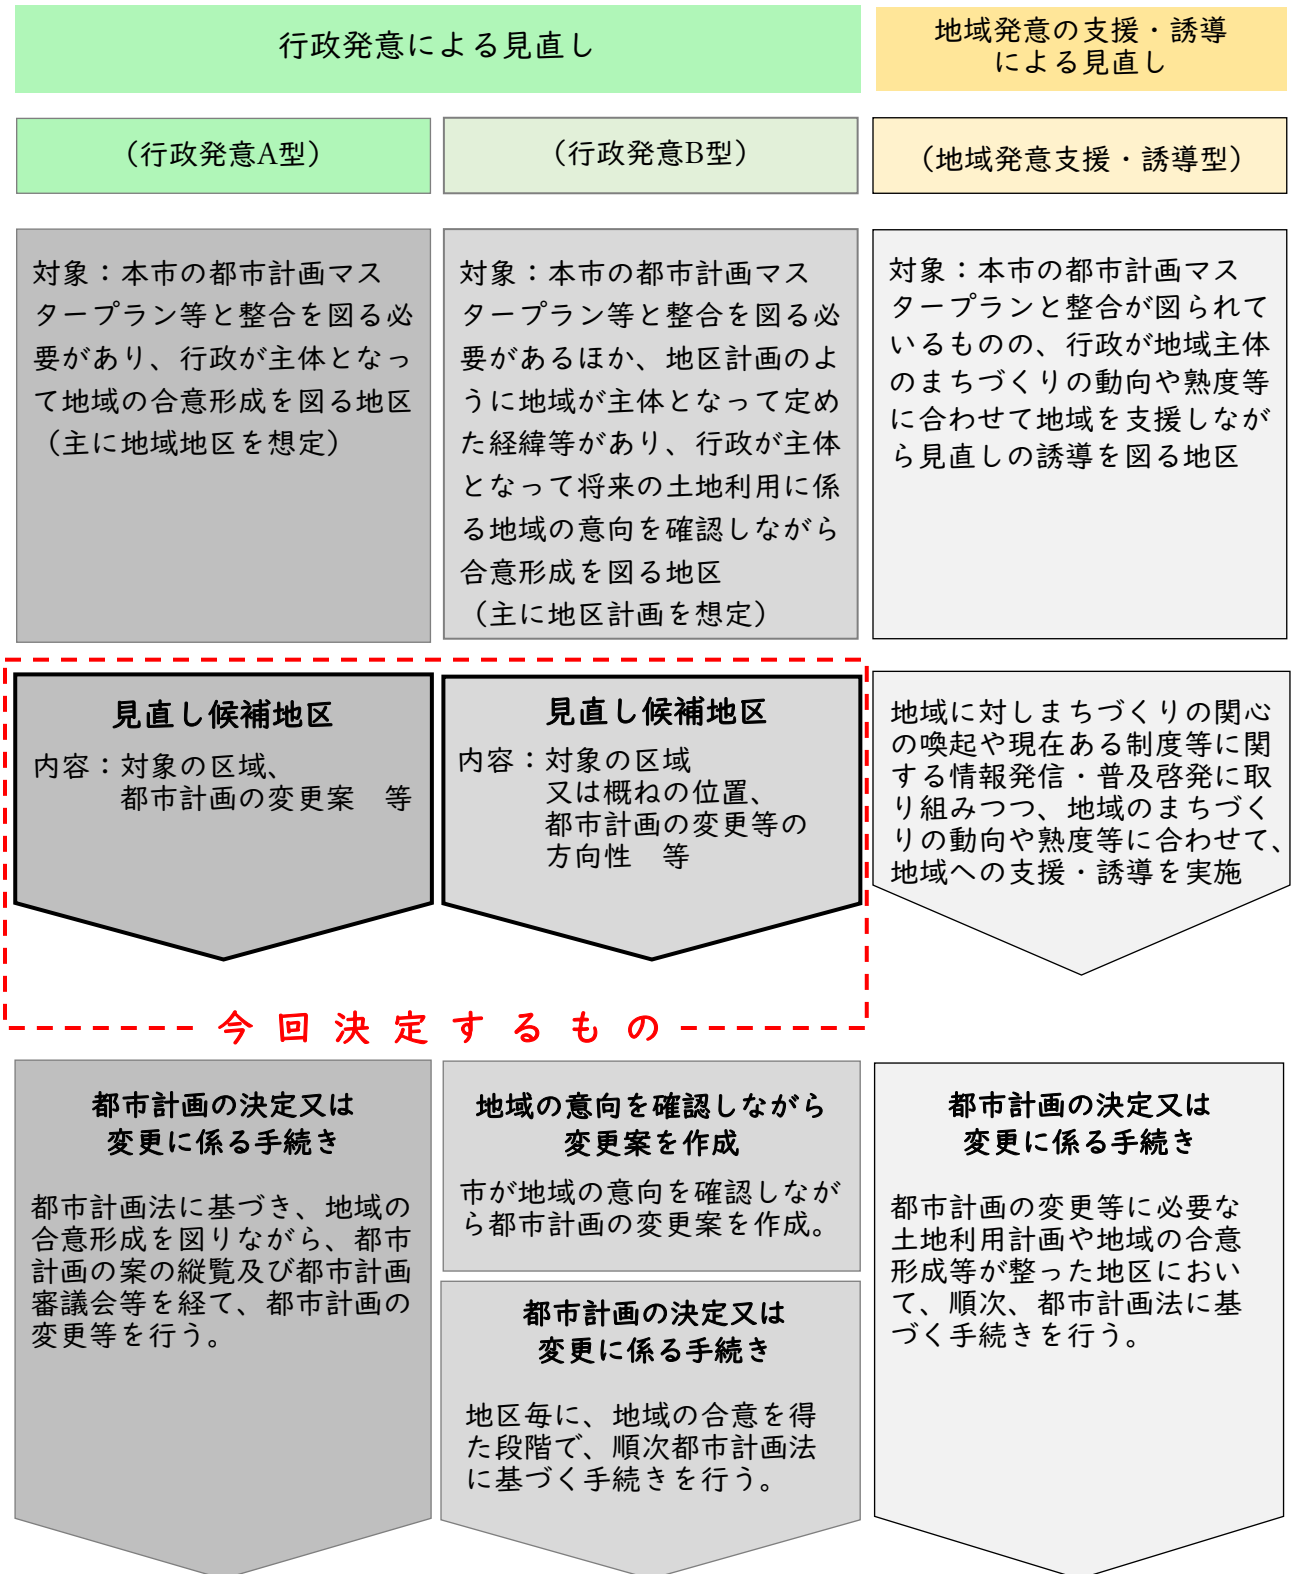 行政発意による見直し
地域発意の支援・誘導
による見直し
（行政発意A型）
（行政発意B型）
（地域発意支援・誘導型）
対象：本市の都市計画マス
タープラン等と整合を図る必
要があり、行政が主体となっ
て地域の合意形成を図る地区
（主に地域地区を想定）
対象：本市の都市計画マス
タープラン等と整合を図る必
要があるほか、地区計画のよ
うに地域が主体となって定め
た経緯等があり、行政が主体
となって将来の土地利用に係
る地域の意向を確認しながら
合意形成を図る地区
（主に地区計画を想定）
対象：本市の都市計画マス
タープランと整合が図られて
いるものの、行政が地域主体
のまちづくりの動向や熟度等
に合わせて地域を支援しなが
ら見直しの誘導を図る地区
見直し候補地区
内容：対象の区域、
都市計画の変更案　等
見直し候補地区
内容：対象の区域
又は概ねの位置、
都市計画の変更等の
方向性　等
地域に対しまちづくりの関心
の喚起や現在ある制度等に関
する情報発信・普及啓発に取
り組みつつ、地域のまちづく
りの動向や熟度等に合わせて、
地域への支援・誘導を実施
今回決定するもの
都市計画の決定又は
変更に係る手続き
都市計画法に基づき、地域の
合意形成を図りながら、都市
計画の案の縦覧及び都市計画
審議会等を経て、都市計画の
変更等を行う。
地域の意向を確認しながら
変更案を作成
市が地域の意向を確認しなが
ら都市計画の変更案を作成。
都市計画の決定又は
変更に係る手続き
地区毎に、地域の合意を得
た段階で、順次都市計画法
に基づく手続きを行う。
都市計画の決定又は
変更に係る手続き
都市計画の変更等に必要な
土地利用計画や地域の合意
形成等が整った地区におい
て、順次、都市計画法に基
づく手続きを行う。